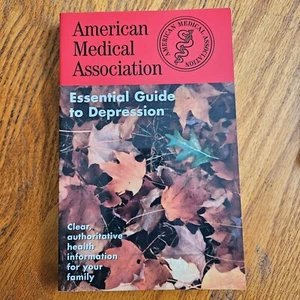 American
Medical
Association
AMERICAN MEDICAL ASSOCIATION
Essential Guide
to Depression
Clear,
authoritative
health
information
for your
family